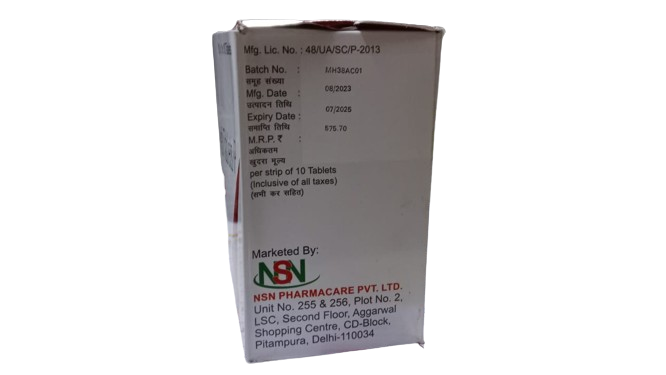 Mfg. Lic. No. : 48/UA/SC/P-2013
Batch No. : MH38AC01
समूह संख्या
Mfg. Date : 08/2023
उत्पादन तिथि
Expiry Date : 07/2025
समाप्ति तिथि
M.R.P. ₹ : 575.70
अधिकतम
खुदरा मूल्य
per strip of 10 Tablets
(Inclusive of all taxes)
(सभी कर सहित)
Marketed By:
NSN
NSN PHARMACARE PVT. LTD.
Unit No. 255 & 256, Plot No. 2,
LSC, Second Floor, Aggarwal
Shopping Centre, CD-Block,
Pitampura, Delhi-110034